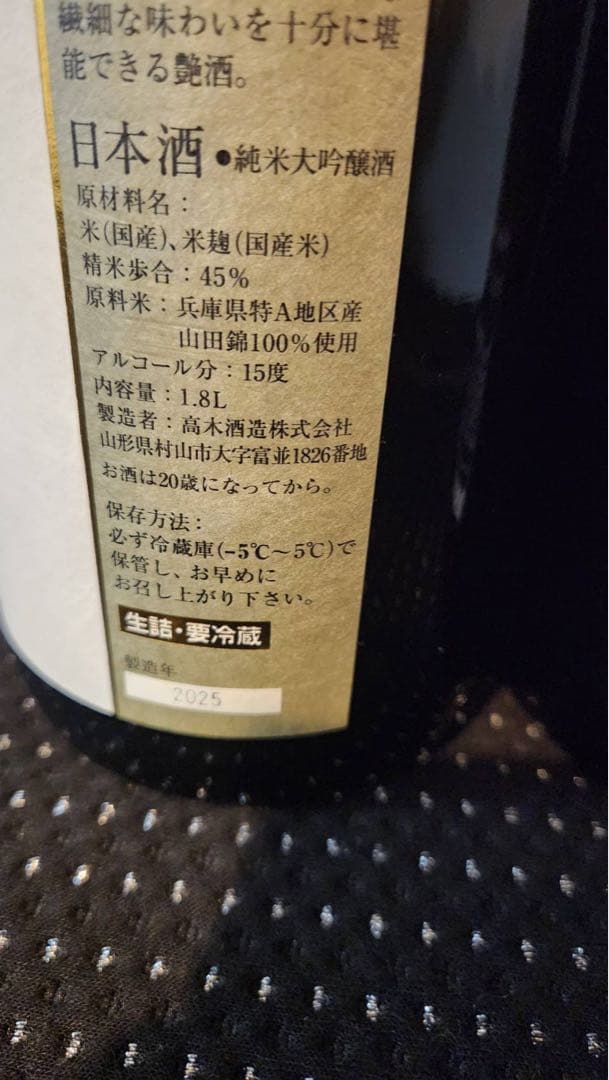 繊細な味わいを十分に堪
能できる艶酒。
日本酒●純米大吟醸酒
原材料名：
米(国産)、米麹(国産米)
精米歩合：45%
原料米：兵庫県特A地区産
山田錦100%使用
アルコール分：15度
内容量：1.8L
製造者：高木酒造株式会社
山形県村山市大字富並1826番地
お酒は20歳になってから。
保存方法：
必ず冷蔵庫(-5℃～5℃)で
保管し、お早めに
お召し上がり下さい。
生詰・要冷蔵
製造年
2025